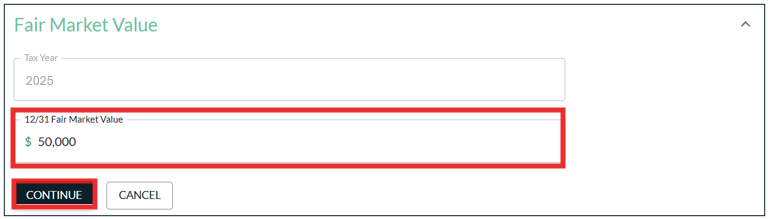 Fair Market Value
Tax Year
2025
12/31 Fair Market Value
$ 50,000
CONTINUE CANCEL